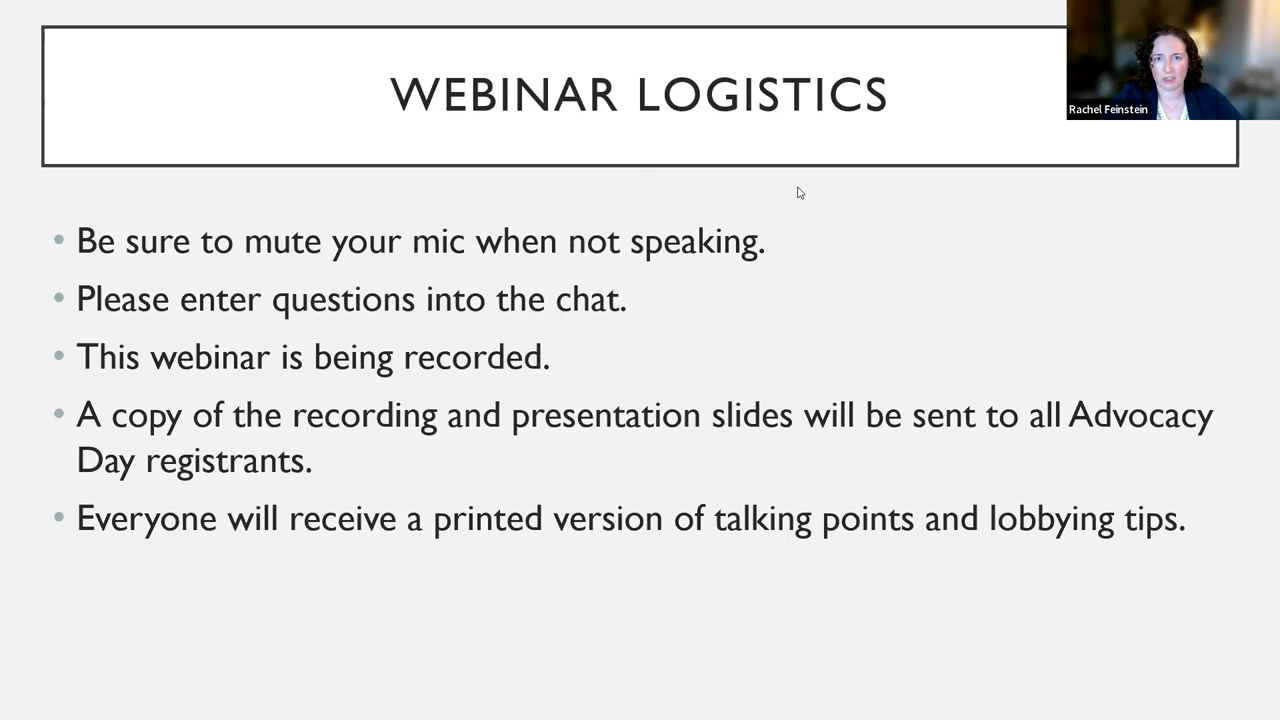 WEBINAR LOGISTICS
Rachel Feinstein
• Be sure to mute your mic when not speaking.
• Please enter questions into the chat.
• This webinar is being recorded.
• A copy of the recording and presentation slides will be sent to all Advocacy
Day registrants.
• Everyone will receive a printed version of talking points and lobbying tips.